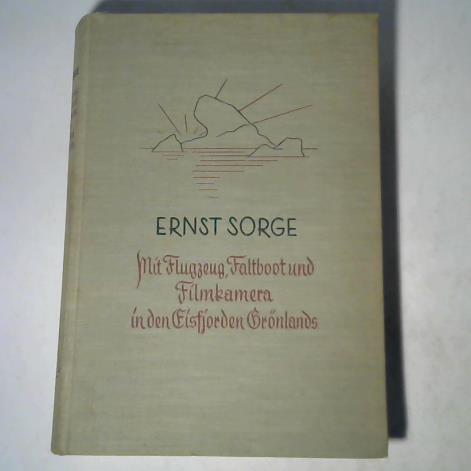 ERNST SORGE
Mit Flugzeug, Faltboot und
Filmkamera
in den Eisfjorden Grönlands